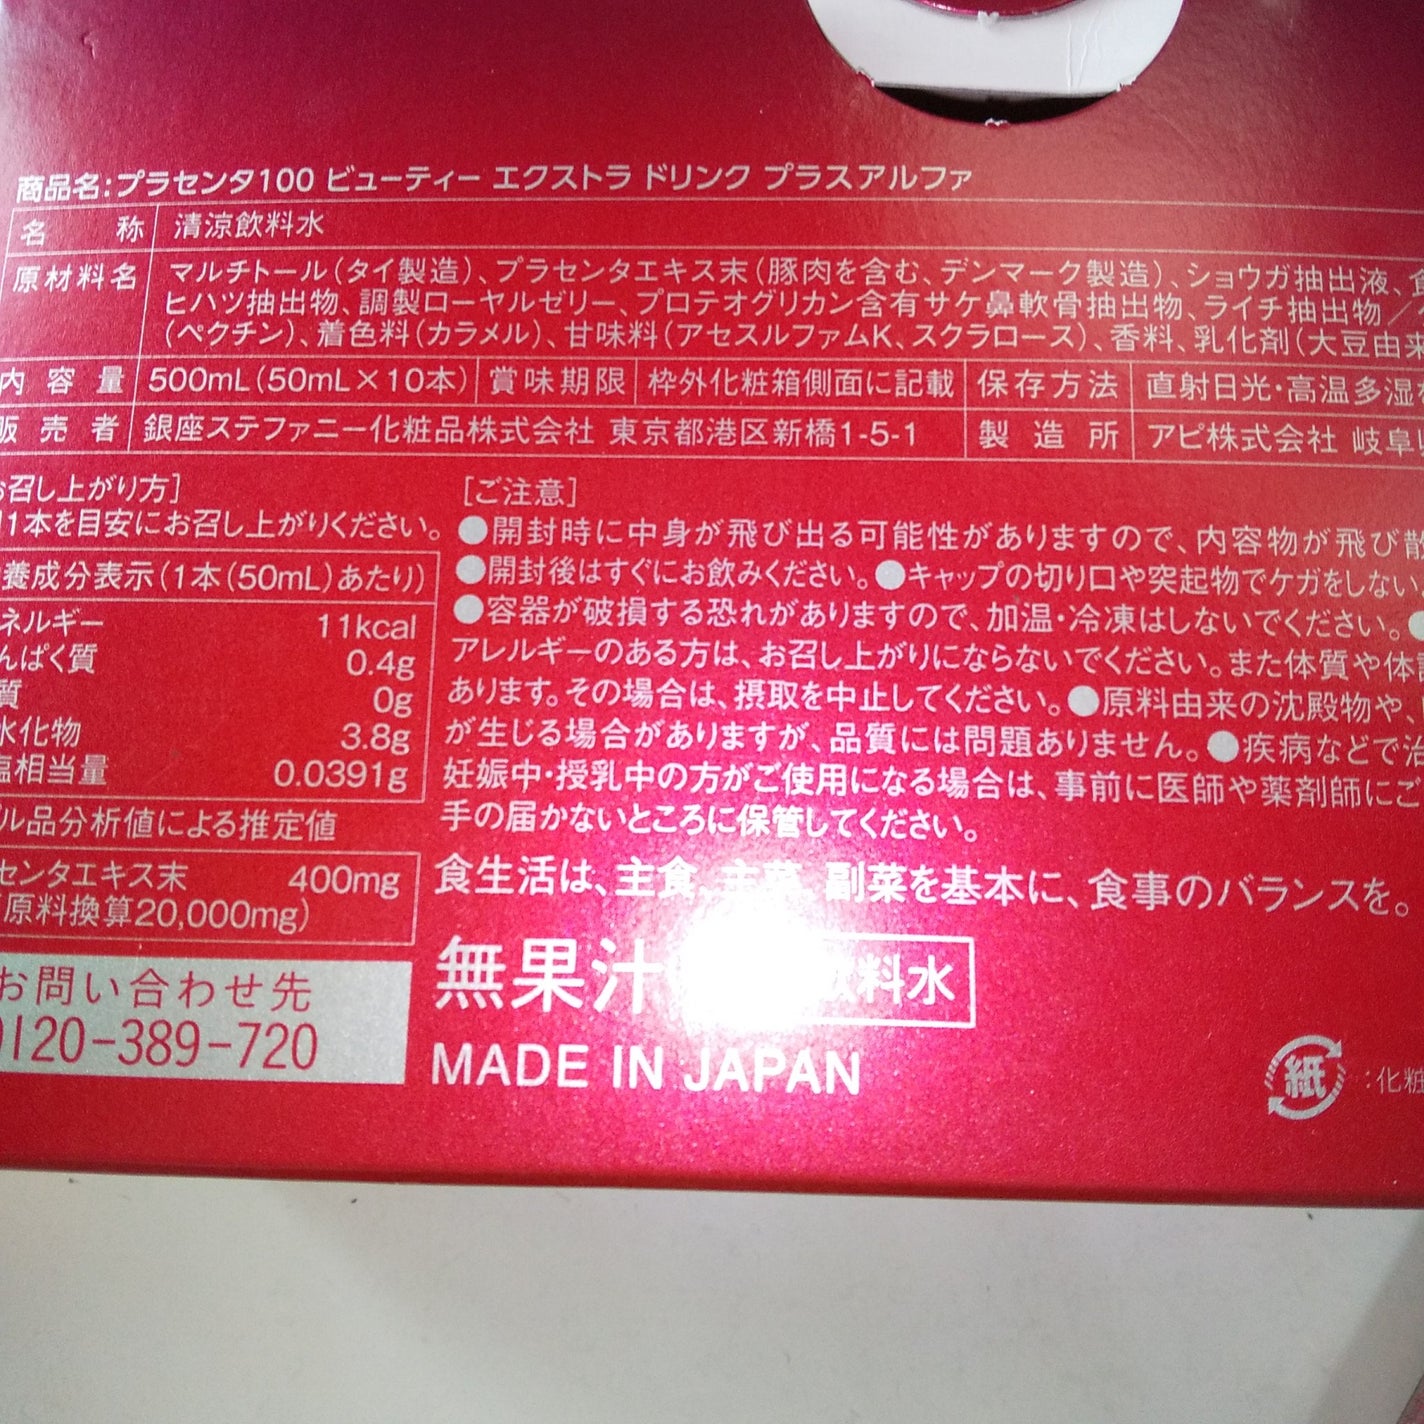 商品名:プラセンタ100 ビューティー エクストラ ドリンク プラスアルファ
名称 清涼飲料水
原材料名 マルチトール(タイ製造)、プラセンタエキス末(豚肉を含む、デンマーク製造)、ショウガ抽出液、
ヒハツ抽出物、調製ローヤルゼリー、プロテオグリカン含有サケ鼻軟骨抽出物、ライチ抽出物/
(ペクチン)、着色料(カラメル)、甘味料(アセスルファムK、スクラロース)、香料、乳化剤(大豆由来
内容量 500mL(50mL×10本) 賞味期限 枠外化粧箱側面に記載 保存方法 直射日光・高温多湿
販売者 銀座ステファニー化粧品株式会社 東京都港区新橋1-5-1 製造所 アピ株式会社 岐阜
お召し上がり方]
1本を目安にお召し上がりください。
養成分表示(1本(50mL)あたり)
ネルギー 11kcal
んぱく質 0.4g
質 0g
水化物 3.8g
塩相当量 0.0391g
ル品分析値による推定値
センタエキス末 400mg
原料換算20,000mg)
お問い合わせ先
0120-389-720
[ご注意]
●開封時に中身が飛び出る可能性がありますので、内容物が飛び散
●開封後はすぐにお飲みください。●キャップの切り口や突起物でケガをしない
●容器が破損する恐れがありますので、加温・冷凍はしないでください。●
アレルギーのある方は、お召し上がりにならないでください。また体質や体
あります。その場合は、摂取を中止してください。●原料由来の沈殿物や、
が生じる場合がありますが、品質には問題ありません。●疾病などで治
妊娠中・授乳中の方がご使用になる場合は、事前に医師や薬剤師にご
手の届かないところに保管してください。
食生活は、主食、主菜、副菜を基本に、食事のバランスを。
無果汁 飲料水
MADE IN JAPAN
紙 :化粧